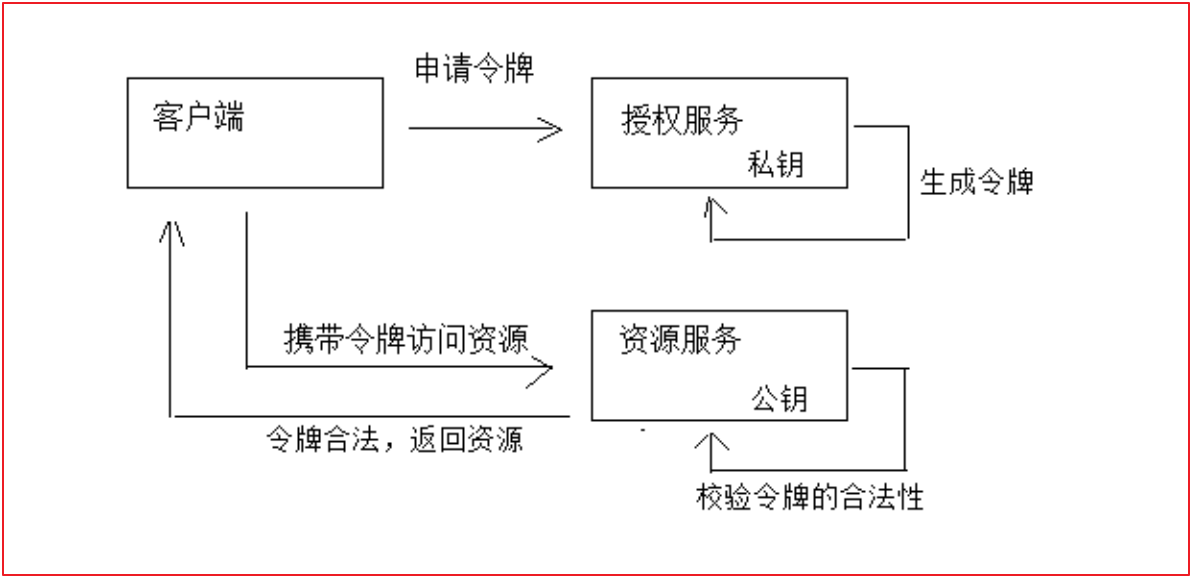 申请令牌
客户端
授权服务
私钥
生成令牌
携带令牌访问资源
资源服务
公钥
令牌合法，返回资源
校验令牌的合法性